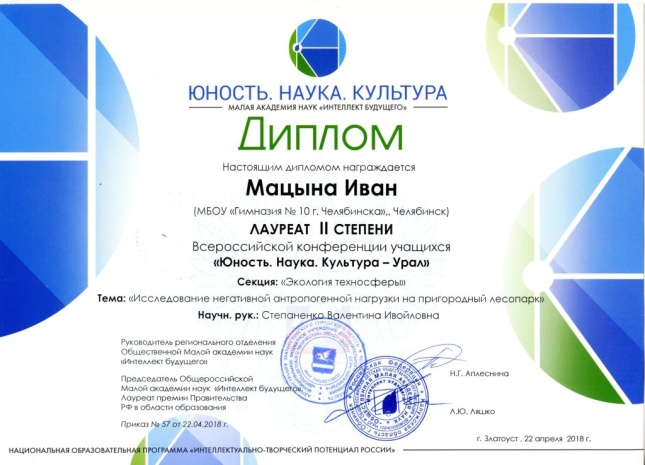 ЮНОСТЬ. НАУКА. КУЛЬТУРА
МАЛАЯ АКАДЕМИЯ НАУК «ИНТЕЛЛЕКТ БУДУЩЕГО»
Диплом
Настоящим дипломом награждается
Мацына Иван
(МБОУ «Гимназия № 10 г. Челябинска»,, Челябинск)
ЛАУРЕАТ II СТЕПЕНИ
Всероссийской конференции учащихся
«Юность. Наука. Культура – Урал»
Секция: «Экология техносферы»
Тема: «Исследование негативной антропогенной нагрузки на пригородный лесопарк»
Научн. рук.: Степаненко Валентина Ивойловна
Руководитель регионального отделения
Общественной Малой академии наук
«Интеллект будущего»
Н.Г. Аплеснина
Председатель Общероссийской
Малой академии наук «Интеллект будущего»,
Лауреат премии Правительства
РФ в области образования
Л.Ю. Ляшко
Приказ № 57 от 22.04.2018 г.
г. Златоуст , 22 апреля 2018 г.
НАЦИОНАЛЬНАЯ ОБРАЗОВАТЕЛЬНАЯ ПРОГРАММА «ИНТЕЛЛЕКТУАЛЬНО-ТВОРЧЕСКИЙ ПОТЕНЦИАЛ РОССИИ»